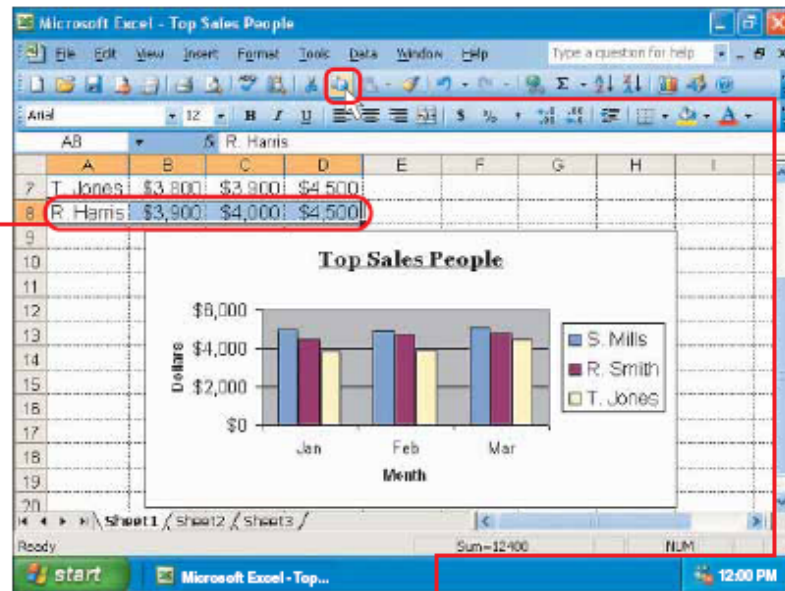 Microsoft Excel - Top Sales People
File Edit View Insert Format Tools Data Window Help Type a question for help
Arial 12 B I U $ % ,
A8 fx R. Harris
A B C D E F G H I
7 T. Jones $3,800 $3,900 $4,500
8 R. Harris $3,900 $4,000 $4,500
9
10
11
12
13
14
15
16
17
18
19
20
Top Sales People
$6,000
$4,000
$2,000
$0
Dollars
Jan Feb Mar
Month
S. Mills
R. Smith
T. Jones
Sheet1 / Sheet2 / Sheet3 /
Ready Sum=12400 NUM
start Microsoft Excel - Top... 12:00 PM